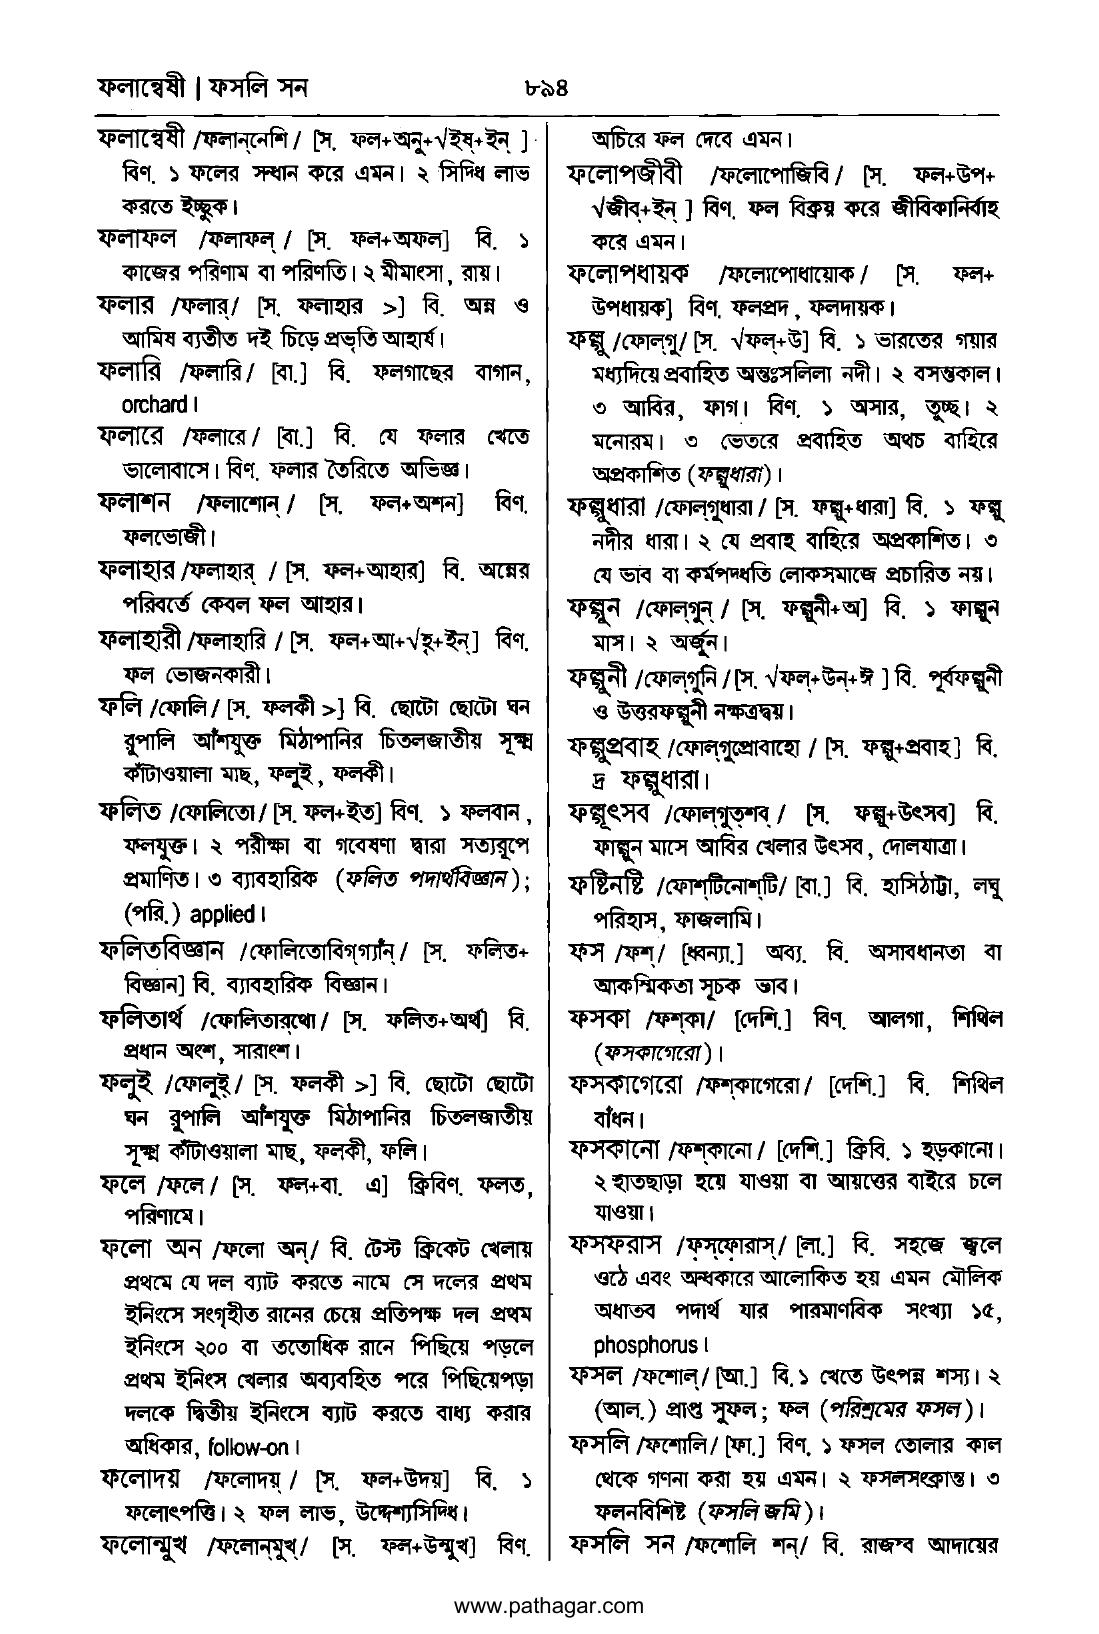 ফলান্বেষী | ফসলি সন
৮৯৪
ফলান্বেষী /ফলান্‌নেশি/ [স. ফল+অনু+√ইষ্+ইন্ ]
বিণ. ১ ফলের সন্ধান করে এমন। ২ সিদ্ধি লাভ
করতে ইচ্ছুক।
ফলাফল /ফলাফল্/ [স. ফল+অফল] বি. ১
কাজের পরিণাম বা পরিণতি। ২ মীমাংসা, রায়।
ফলার /ফলার্/ [স. ফলাহার >] বি. অন্ন ও
আমিষ ব্যতীত দই চিড়ে প্রভৃতি আহার্য।
ফলারি /ফলারি/ [বা.] বি. ফলগাছের বাগান,
orchard।
ফলারে /ফলারে/ [বা.] বি. যে ফলার খেতে
ভালোবাসে। বিণ. ফলার তৈরিতে অভিজ্ঞ।
ফলাশন /ফলাশোন্/ [স. ফল+অশন] বিণ.
ফলভোজী।
ফলাহার /ফলাহার্ / [স. ফল+আহার] বি. অন্নের
পরিবর্তে কেবল ফল আহার।
ফলাহারী /ফলাহারি / [স. ফল+আ+√হৃ+ইন্] বিণ.
ফল ভোজনকারী।
ফলি /ফোলি/ [স. ফলকী >] বি. ছোটো ছোটো ঘন
রুপালি আঁশযুক্ত মিঠাপানির চিতলজাতীয় সূক্ষ্ম
কাঁটাওয়ালা মাছ, ফলুই, ফলকী।
ফলিত /ফোলিতো/ [স. ফল+ইত] বিণ. ১ ফলবান,
ফলযুক্ত। ২ পরীক্ষা বা গবেষণা দ্বারা সত্যরূপে
প্রমাণিত। ৩ ব্যাবহারিক (ফলিত পদার্থবিজ্ঞান);
(পরি.) applied।
ফলিতবিজ্ঞান /ফোলিতোবিগ্‌গ্যাঁন্/ [স. ফলিত+
বিজ্ঞান] বি. ব্যাবহারিক বিজ্ঞান।
ফলিতার্থ /ফোলিতার্‌থো/ [স. ফলিত+অর্থ] বি.
প্রধান অংশ, সারাংশ।
ফলুই /ফোলুই্/ [স. ফলকী >] বি. ছোটো ছোটো
ঘন রুপালি আঁশযুক্ত মিঠাপানির চিতলজাতীয়
সূক্ষ্ম কাঁটাওয়ালা মাছ, ফলকী, ফলি।
ফলে /ফলে/ [স. ফল+বা. এ] ক্রিবিণ. ফলত,
পরিণামে।
ফলো অন /ফলো অন্/ বি. টেস্ট ক্রিকেট খেলায়
প্রথমে যে দল ব্যাট করতে নামে সে দলের প্রথম
ইনিংসে সংগৃহীত রানের চেয়ে প্রতিপক্ষ দল প্রথম
ইনিংসে ২০০ বা ততোধিক রানে পিছিয়ে পড়লে
প্রথম ইনিংস খেলার অব্যবহিত পরে পিছিয়েপড়া
দলকে দ্বিতীয় ইনিংসে ব্যাট করতে বাধ্য করার
অধিকার, follow-on।
ফলোদয় /ফলোদয়্/ [স. ফল+উদয়] বি. ১
ফলোৎপত্তি। ২ ফল লাভ, উদ্দেশ্যসিদ্ধি।
ফলোন্মুখ /ফলোন্‌মুখ্/ [স. ফল+উন্মুখ] বিণ.
অচিরে ফল দেবে এমন।
ফলোপজীবী /ফলোপোজিবি/ [স. ফল+উপ+
√জীব্+ইন্ ] বিণ. ফল বিক্রয় করে জীবিকানির্বাহ
করে এমন।
ফলোপধায়ক /ফলোপোধায়োক/ [স. ফল+
উপধায়ক] বিণ. ফলপ্রদ, ফলদায়ক।
ফল্গু /ফোল্‌গু/ [স. √ফল্+উ] বি. ১ ভারতের গয়ার
মধ্যদিয়ে প্রবাহিত অন্তঃসলিলা নদী। ২ বসন্তকাল।
৩ আবির, ফাগ। বিণ. ১ অসার, তুচ্ছ। ২
মনোরম। ৩ ভেতরে প্রবাহিত অথচ বাহিরে
অপ্রকাশিত (ফল্গুধারা)।
ফল্গুধারা /ফোল্‌গুধারা/ [স. ফল্গু+ধারা] বি. ১ ফল্গু
নদীর ধারা। ২ যে প্রবাহ বাহিরে অপ্রকাশিত। ৩
যে ভাব বা কর্মপদ্ধতি লোকসমাজে প্রচারিত নয়।
ফল্গুন /ফোল্‌গুন্ / [স. ফল্গুনী+অ] বি. ১ ফাল্গুন
মাস। ২ অর্জুন।
ফল্গুনী /ফোল্‌গুনি / [স. √ফল্+উন্+ঈ ] বি. পূর্বফল্গুনী
ও উত্তরফল্গুনী নক্ষত্রদ্বয়।
ফল্গুপ্রবাহ /ফোল্‌গুপ্রোবাহো / [স. ফল্গু+প্রবাহ] বি.
দ্র ফল্গুধারা।
ফল্গূৎসব /ফোল্‌গুত্‌শব্/ [স. ফল্গু+উৎসব] বি.
ফাল্গুন মাসে আবির খেলার উৎসব, দোলযাত্রা।
ফষ্টিনষ্টি /ফোশ্‌টিনোশ্‌টি/ [বা.] বি. হাসিঠাট্টা, লঘু
পরিহাস, ফাজলামি।
ফস /ফশ্/ [ধ্বন্যা.] অব্য. বি. অসাবধানতা বা
আকস্মিকতা সূচক ভাব।
ফসকা /ফশ্‌কা/ [দেশি.] বিণ. আলগা, শিথিল
(ফসকাগেরো)।
ফসকাগেরো /ফশ্‌কাগেরো/ [দেশি.] বি. শিথিল
বাঁধন।
ফসকানো /ফশ্‌কানো/ [দেশি.] ক্রিবি. ১ হড়কানো।
২ হাতছাড়া হয়ে যাওয়া বা আয়ত্তের বাইরে চলে
যাওয়া।
ফসফরাস /ফস্‌ফোরাস্/ [লা.] বি. সহজে জ্বলে
ওঠে এবং অন্ধকারে আলোকিত হয় এমন মৌলিক
অধাতব পদার্থ যার পারমাণবিক সংখ্যা ১৫,
phosphorus।
ফসল /ফশোল্/ [আ.] বি. ১ খেতে উৎপন্ন শস্য। ২
(আল.) প্রাপ্ত সুফল; ফল (পরিশ্রমের ফসল)।
ফসলি /ফশোলি/ [ফা.] বিণ. ১ ফসল তোলার কাল
থেকে গণনা করা হয় এমন। ২ ফসলসংক্রান্ত। ৩
ফলনবিশিষ্ট (ফসলি জমি)।
ফসলি সন /ফশোলি শন্/ বি. রাজস্ব আদায়ের
www.pathagar.com